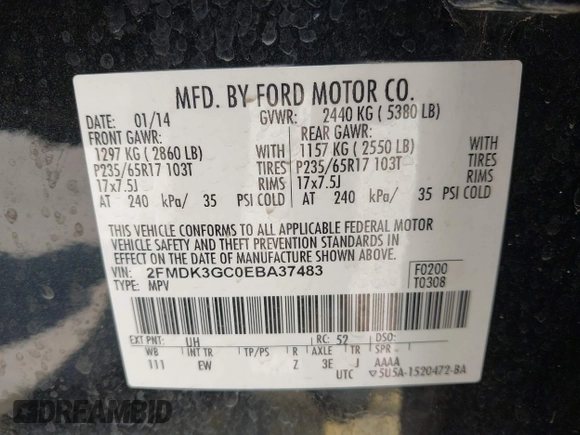 MFD. BY FORD MOTOR CO.
DATE: 01/14 GVWR: 2440 KG ( 5380 LB)
FRONT GAWR: REAR GAWR:
1297 KG ( 2860 LB) WITH 1157 KG ( 2550 LB) WITH
P235/65R17 103T TIRES P235/65R17 103T TIRES
17x7.5J RIMS 17x7.5J RIMS
AT 240 kPa/ 35 PSI COLD AT 240 kPa/ 35 PSI COLD
THIS VEHICLE CONFORMS TO ALL APPLICABLE FEDERAL MOTOR
VEHICLE SAFETY AND BUMPER AND THEFT PREVENTION STANDARDS IN
EFFECT ON THE DATE OF MANUFACTURE SHOWN ABOVE.
VIN: 2FMDK3GC0EBA37483 F0200
TYPE: MPV T0308
EXT PNT: UH RC: 52 DSO:
WB INT TR TP/PS R AXLE TR SPR
111 EW Z 3E J AAAA
UTC 5U5A-1520472-BA
DREAMBID